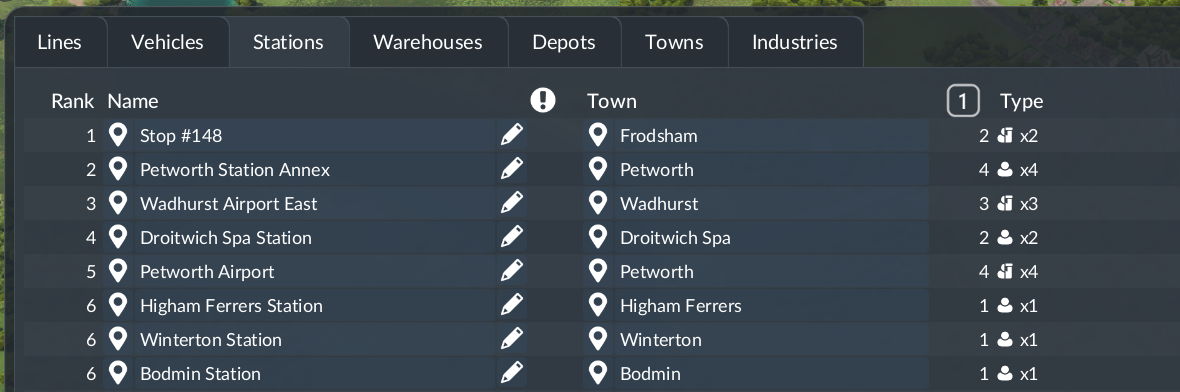 Lines Vehicles Stations Warehouses Depots Towns Industries
Rank Name Town 1 Type
1 Stop #148 Frodsham 2 x2
2 Petworth Station Annex Petworth 4 x4
3 Wadhurst Airport East Wadhurst 3 x3
4 Droitwich Spa Station Droitwich Spa 2 x2
5 Petworth Airport Petworth 4 x4
6 Higham Ferrers Station Higham Ferrers 1 x1
6 Winterton Station Winterton 1 x1
6 Bodmin Station Bodmin 1 x1